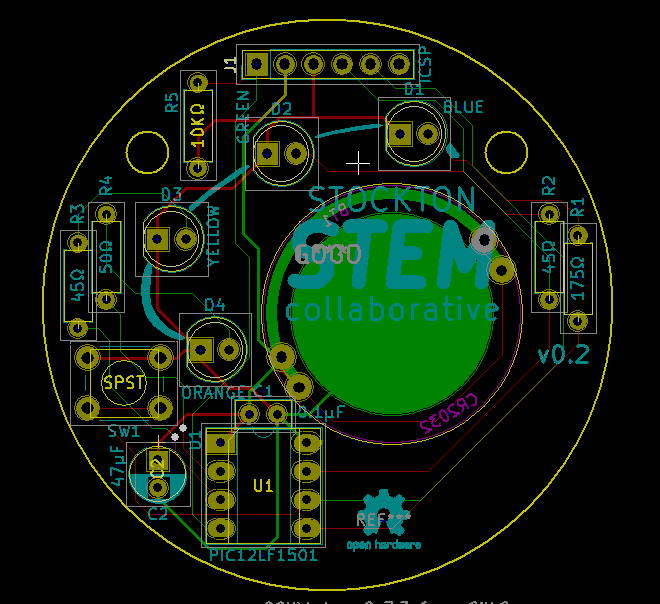 J1
ICSP
D1
BLUE
R5
10KΩ
GREEN
D2
R4
R3
D3
YELLOW
50Ω
45Ω
BT1
STOCKTON
STEM
collaborative
R2
R1
45Ω
175Ω
v0.2
D4
ORANGE
C1
0.1µF
CR2032
SPST
SW1
47µF
C2
C2
U1
U1
PIC12LF1501
REF**
open hardware